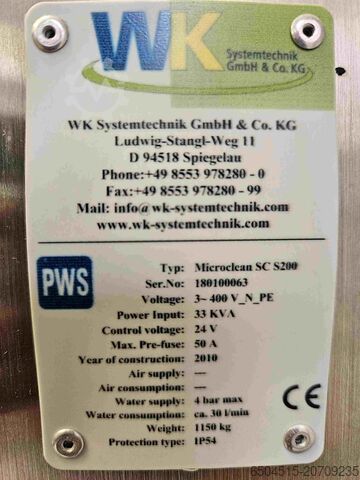 WK Systemtechnik GmbH & Co. KG
WK Systemtechnik GmbH & Co. KG
Ludwig-Stangl-Weg 11
D 94518 Spiegelau
Phone:+49 8553 978280 - 0
Fax:+49 8553 978280 - 99
Mail: info@wk-systemtechnik.com
www.wk-systemtechnik.com
PWS
Typ: Microclean SC S200
Ser.No: 180100063
Voltage: 3~ 400 V_N_PE
Power Input: 33 KVA
Control voltage: 24 V
Max. Pre-fuse: 50 A
Year of construction: 2010
Air supply: ---
Air consumption: ---
Water supply: 4 bar max
Water consumption: ca. 30 l/min
Weight: 1150 kg
Protection type: IP54
CE
6504515-20709235